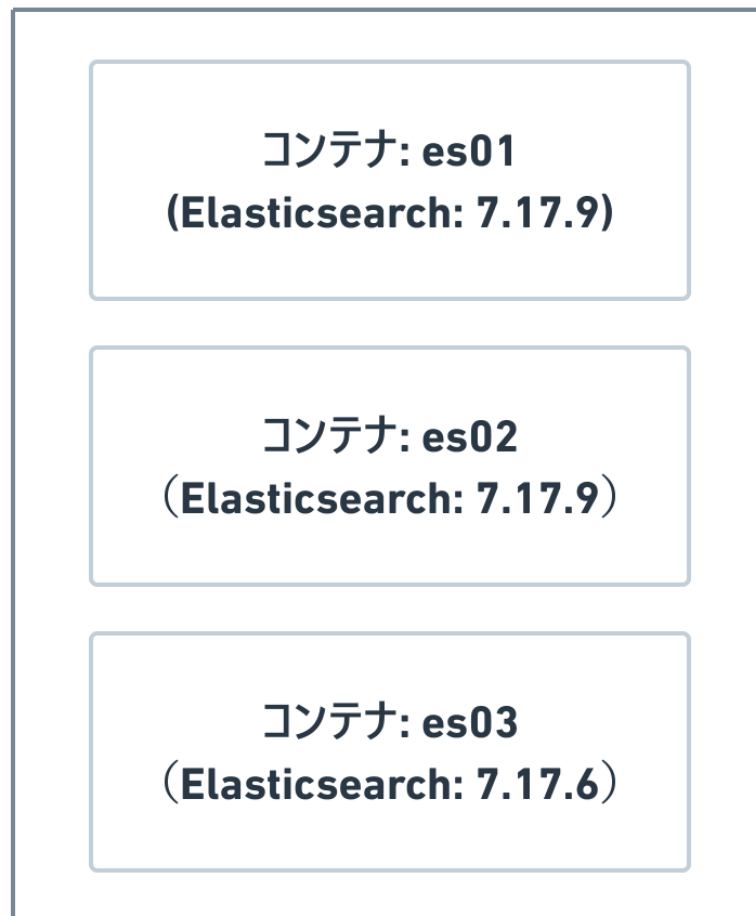 コンテナ: es01
(Elasticsearch: 7.17.9)
コンテナ: es02
（Elasticsearch: 7.17.9）
コンテナ: es03
（Elasticsearch: 7.17.6）